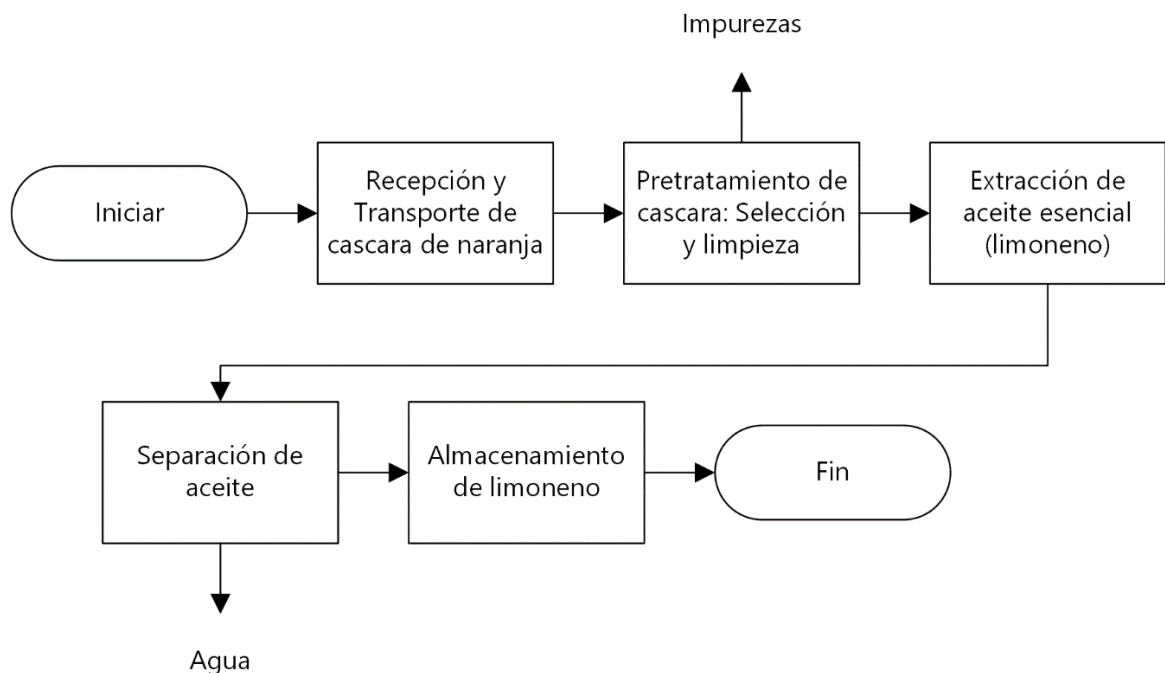 Impurezas
Iniciar
Recepción y
Transporte de
cascara de naranja
Pretratamiento de
cascara: Selección
y limpieza
Extracción de
aceite esencial
(limoneno)
Separación de
aceite
Almacenamiento
de limoneno
Fin
Agua